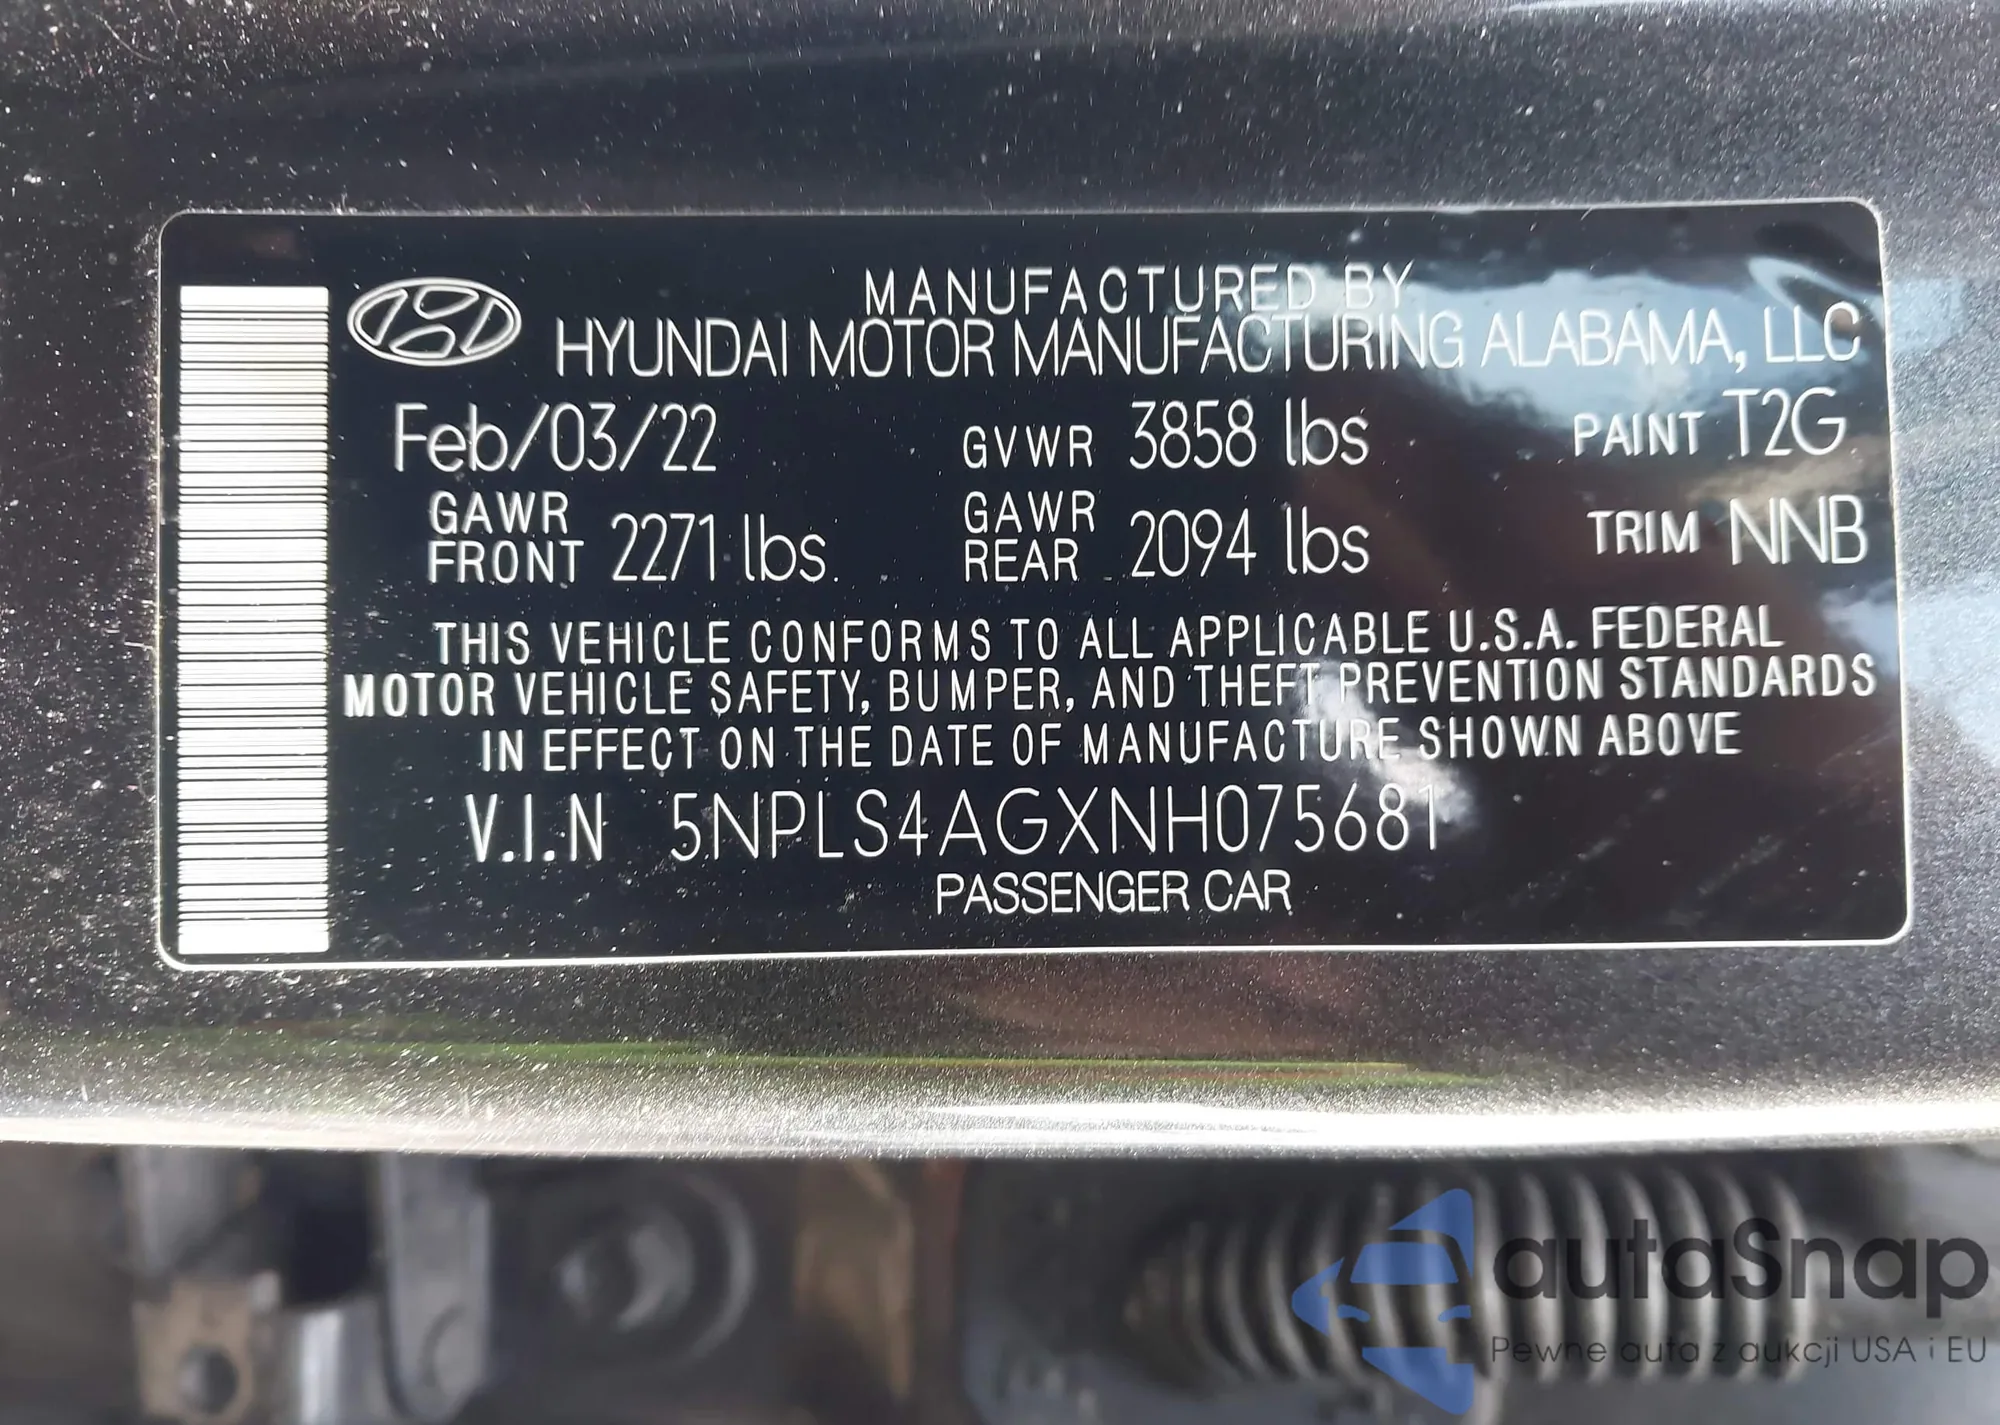 MANUFACTURED BY
HYUNDAI MOTOR MANUFACTURING ALABAMA, LLC
Feb/03/22 GVWR 3858 lbs PAINT T2G
GAWR FRONT 2271 lbs GAWR REAR 2094 lbs TRIM NNB
THIS VEHICLE CONFORMS TO ALL APPLICABLE U.S.A. FEDERAL
MOTOR VEHICLE SAFETY, BUMPER, AND THEFT PREVENTION STANDARDS
IN EFFECT ON THE DATE OF MANUFACTURE SHOWN ABOVE
V.I.N 5NPLS4AGXNH075681
PASSENGER CAR
autaSnap
Pewne auta z aukcji USA i EU